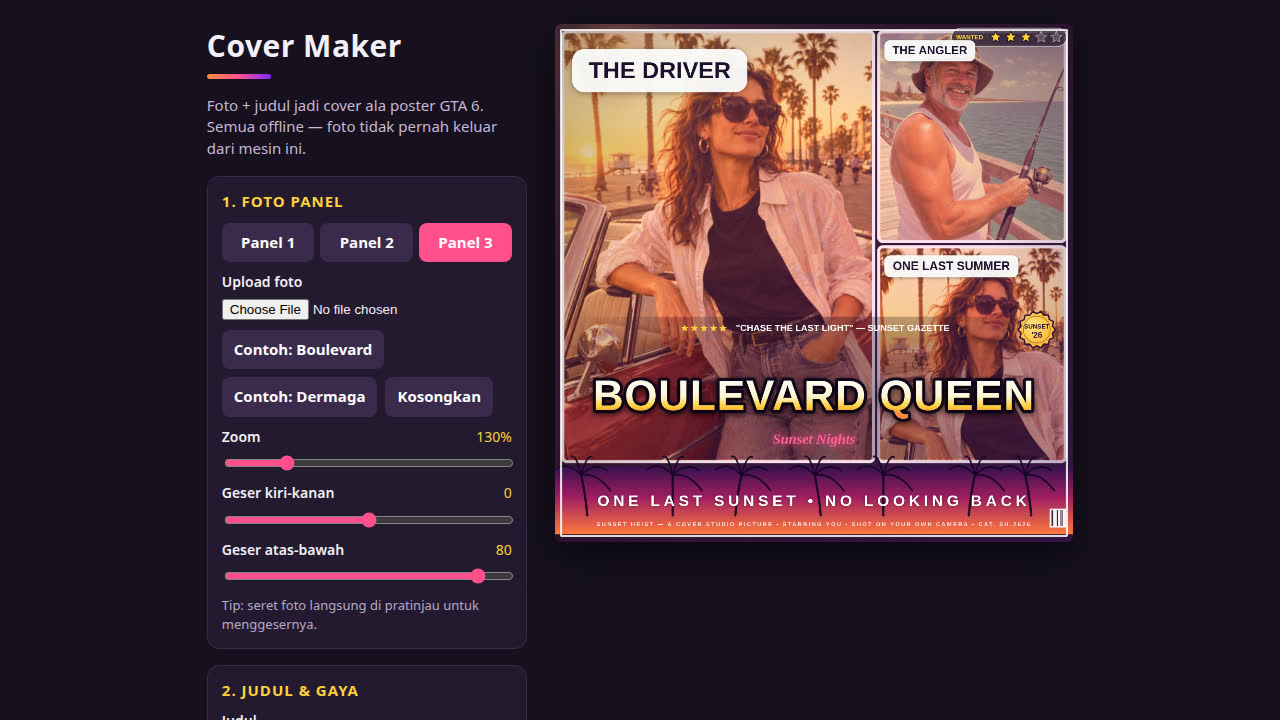 Cover Maker
Foto + judul jadi cover ala poster GTA 6.
Semua offline — foto tidak pernah keluar
dari mesin ini.
1. FOTO PANEL
Panel 1
Panel 2
Panel 3
Upload foto
Choose File No file chosen
Contoh: Boulevard
Contoh: Dermaga
Kosongkan
Zoom 130%
Geser kiri-kanan 0
Geser atas-bawah 80
Tip: seret foto langsung di pratinjau untuk
menggesernya.
2. JUDUL & GAYA
Judul
WANTED ★★★☆☆
THE DRIVER
THE ANGLER
ONE LAST SUMMER
★★★★★ "CHASE THE LAST LIGHT" — SUNSET GAZETTE
SUNSET
'26
BOULEVARD QUEEN
Sunset Nights
ONE LAST SUNSET • NO LOOKING BACK
SUNSET HEIST — A COVER STUDIO PICTURE • STARRING YOU • SHOT ON YOUR OWN CAMERA • CAT. SH.2626